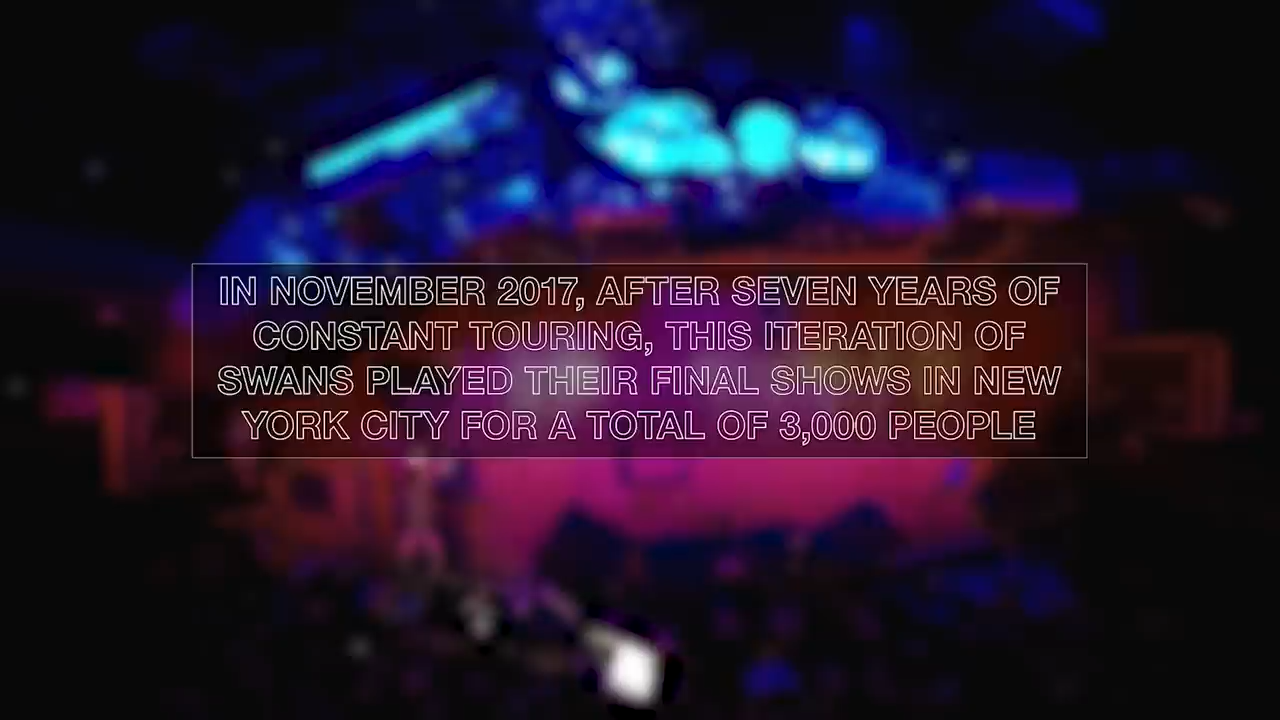 IN NOVEMBER 2017, AFTER SEVEN YEARS OF
CONSTANT TOURING, THIS ITERATION OF
SWANS PLAYED THEIR FINAL SHOWS IN NEW
YORK CITY FOR A TOTAL OF 3,000 PEOPLE